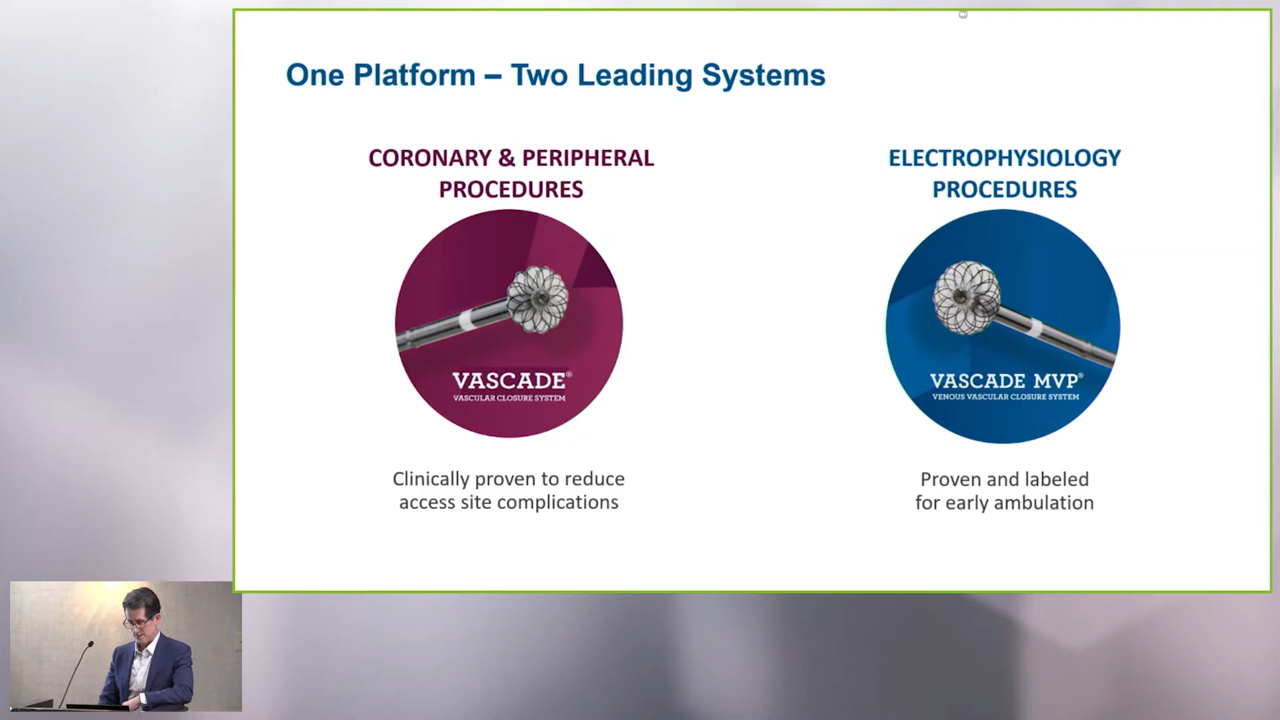 One Platform – Two Leading Systems
CORONARY & PERIPHERAL
PROCEDURES
VASCADE®
VASCULAR CLOSURE SYSTEM
Clinically proven to reduce
access site complications
ELECTROPHYSIOLOGY
PROCEDURES
VASCADE MVP®
VENOUS VASCULAR CLOSURE SYSTEM
Proven and labeled
for early ambulation